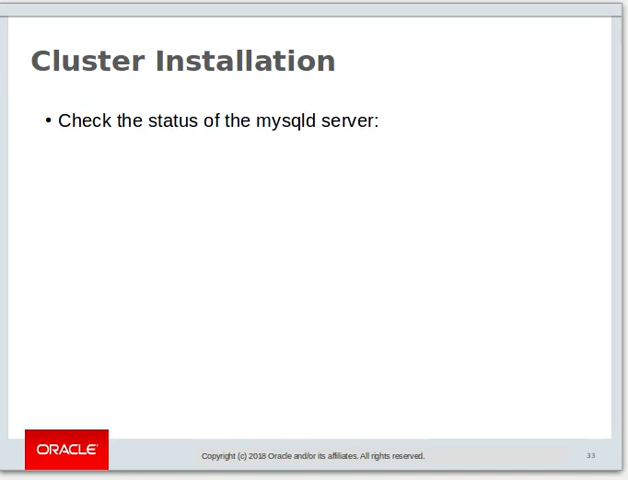 Cluster Installation
• Check the status of the mysqld server:
ORACLE
Copyright (c) 2018 Oracle and/or its affiliates. All rights reserved.
33